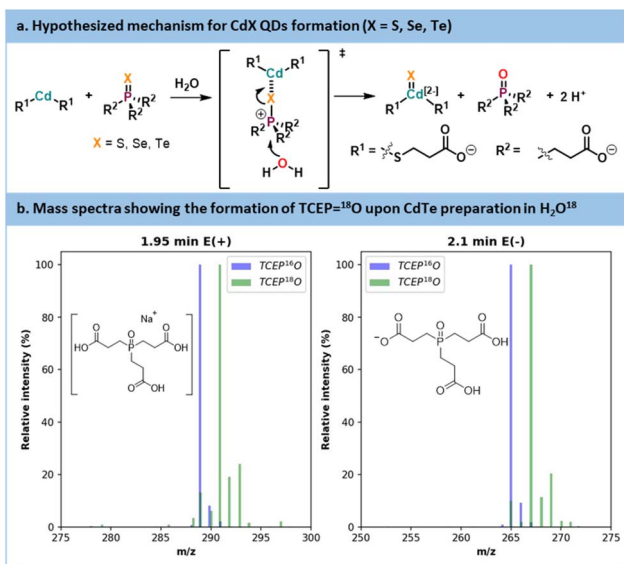 a. Hypothesized mechanism for CdX QDs formation (X = S, Se, Te)
R¹ Cd R¹ + X P R² R² R² H₂O
X = S, Se, Te
R¹ Cd R¹ X ⊕ P R² R² R² H O H ‡
X Cd [2-] R¹ R¹ + O P R² R² R² + 2 H⁺
R¹ = S O O⊖ R² = O O⊖
b. Mass spectra showing the formation of TCEP=¹⁸O upon CdTe preparation in H₂O¹⁸
1.95 min E(+)
Relative intensity (%)
100
80
60
40
20
0
TCEP¹⁶O
TCEP¹⁸O
Na⁺
O HO O P O OH
O OH
275 280 285 290 295 300
m/z
2.1 min E(-)
Relative intensity (%)
100
80
60
40
20
0
TCEP¹⁶O
TCEP¹⁸O
O ⁻O O P O OH
O OH
250 255 260 265 270 275
m/z